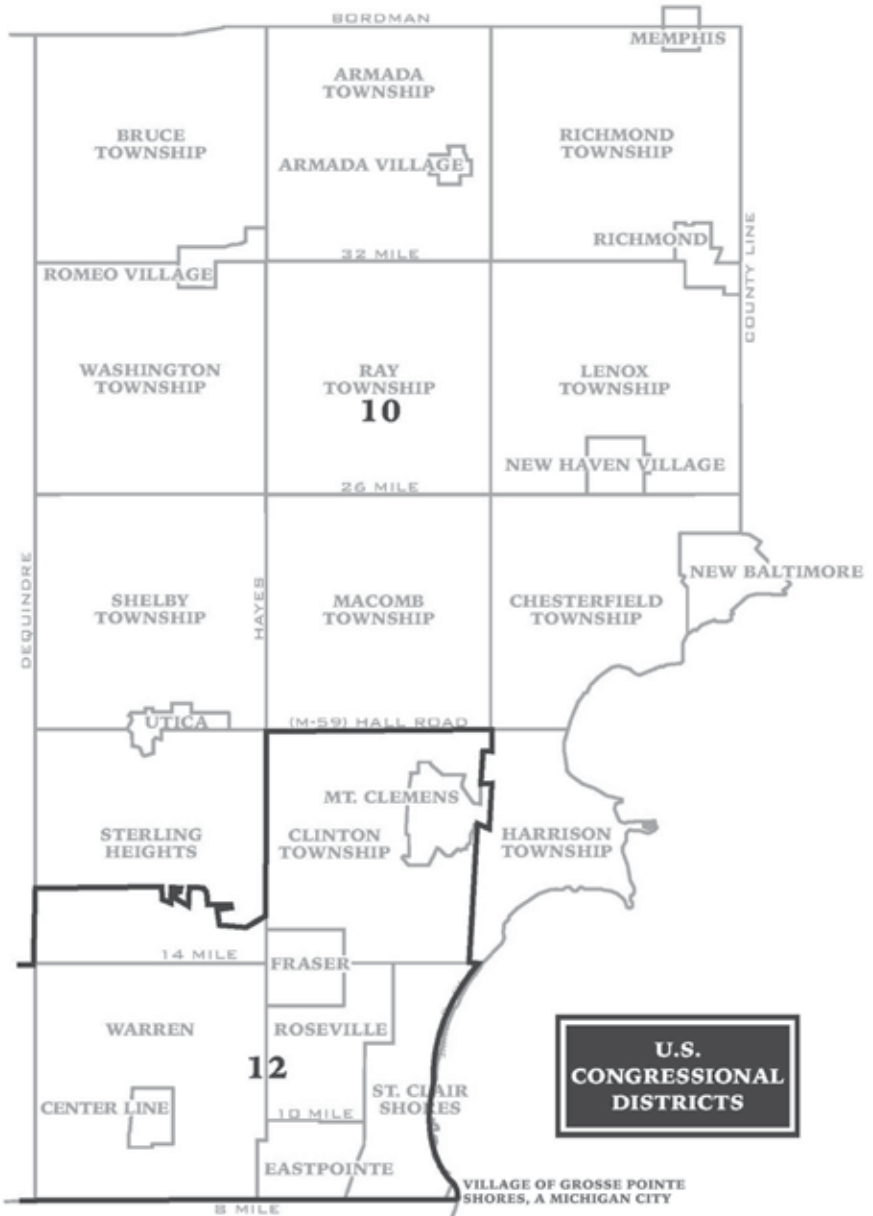 BORDMAN
MEMPHIS
ARMADA
TOWNSHIP
BRUCE
TOWNSHIP
RICHMOND
TOWNSHIP
ARMADA VILLAGE
RICHMOND
COUNTY LINE
32 MILE
ROMEO VILLAGE
WASHINGTON
TOWNSHIP
RAY
TOWNSHIP
10
LENOX
TOWNSHIP
NEW HAVEN VILLAGE
26 MILE
DEQUINDRE
HAYES
SHELBY
TOWNSHIP
MACOMB
TOWNSHIP
CHESTERFIELD
TOWNSHIP
NEW BALTIMORE
UTICA
(M-59) HALL ROAD
MT. CLEMENS
STERLING
HEIGHTS
CLINTON
TOWNSHIP
HARRISON
TOWNSHIP
14 MILE
FRASER
WARREN
ROSEVILLE
12
ST. CLAIR
SHORES
CENTER LINE
10 MILE
EASTPOINTE
8 MILE
U.S.
CONGRESSIONAL
DISTRICTS
VILLAGE OF GROSSE POINTE
SHORES, A MICHIGAN CITY